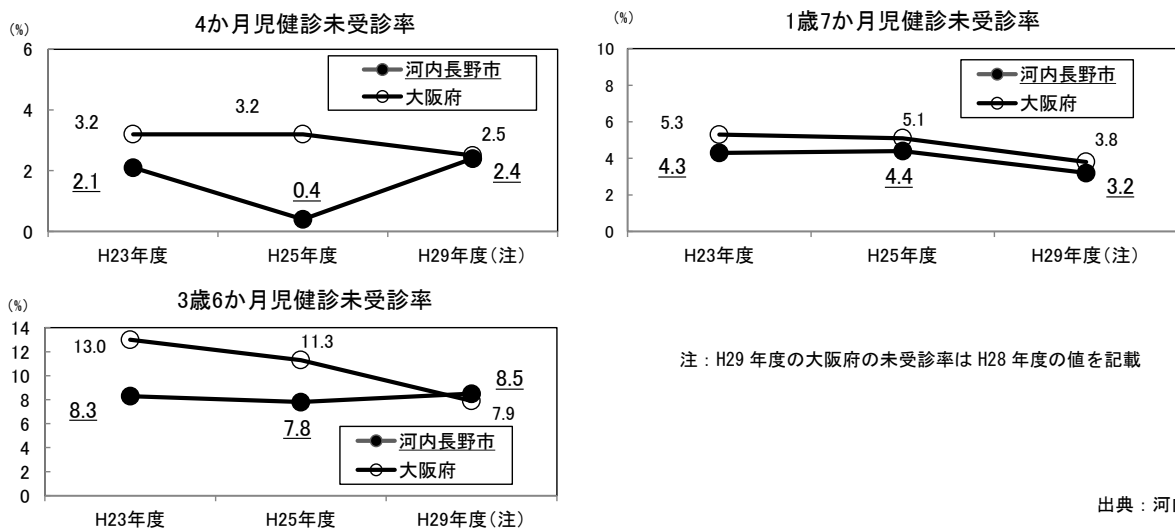 4か月児健診未受診率
(%)
6
4
2
0
河内長野市
大阪府
3.2
3.2
2.5
2.1
0.4
2.4
H23年度
H25年度
H29年度(注)
1歳7か月児健診未受診率
(%)
10
8
6
4
2
0
河内長野市
大阪府
5.3
5.1
3.8
4.3
4.4
3.2
H23年度
H25年度
H29年度(注)
3歳6か月児健診未受診率
(%)
14
12
10
8
6
4
2
0
13.0
11.3
8.5
8.3
7.8
7.9
河内長野市
大阪府
H23年度
H25年度
H29年度(注)
注：H29 年度の大阪府の未受診率は H28 年度の値を記載
出典：河